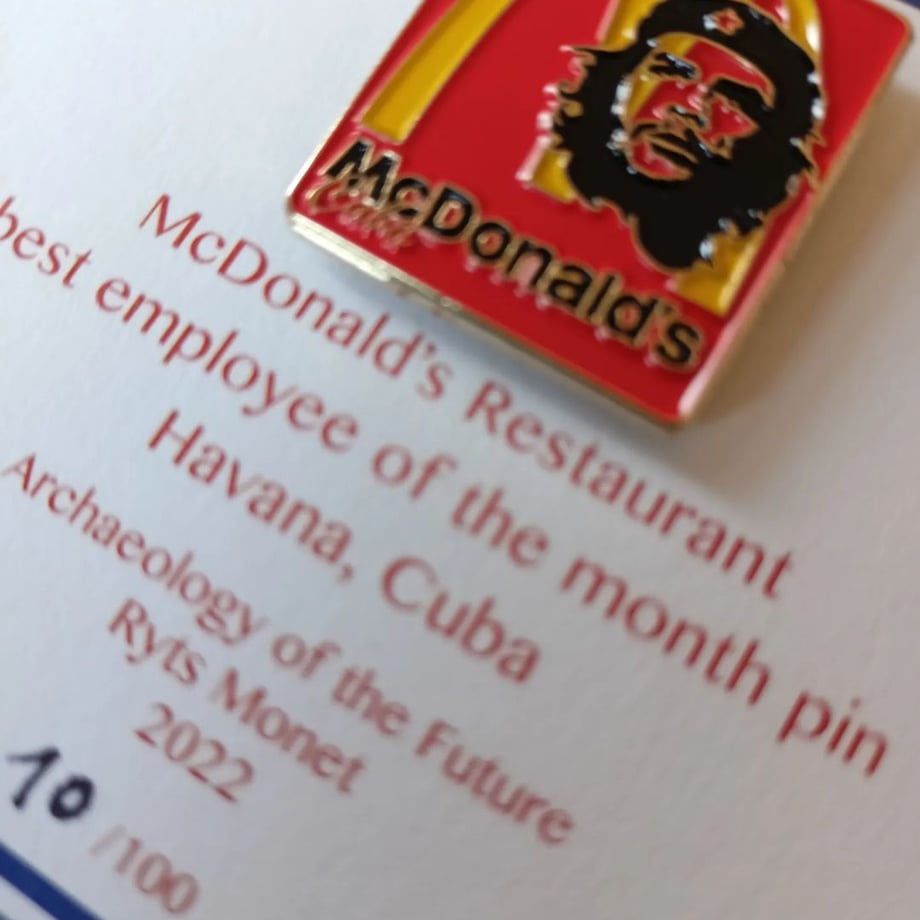 McDonald's
Cuba
McDonald's Restaurant
best employee of the month pin
Havana, Cuba
Archaeology of the Future
Ryts Monet
2022
10/100